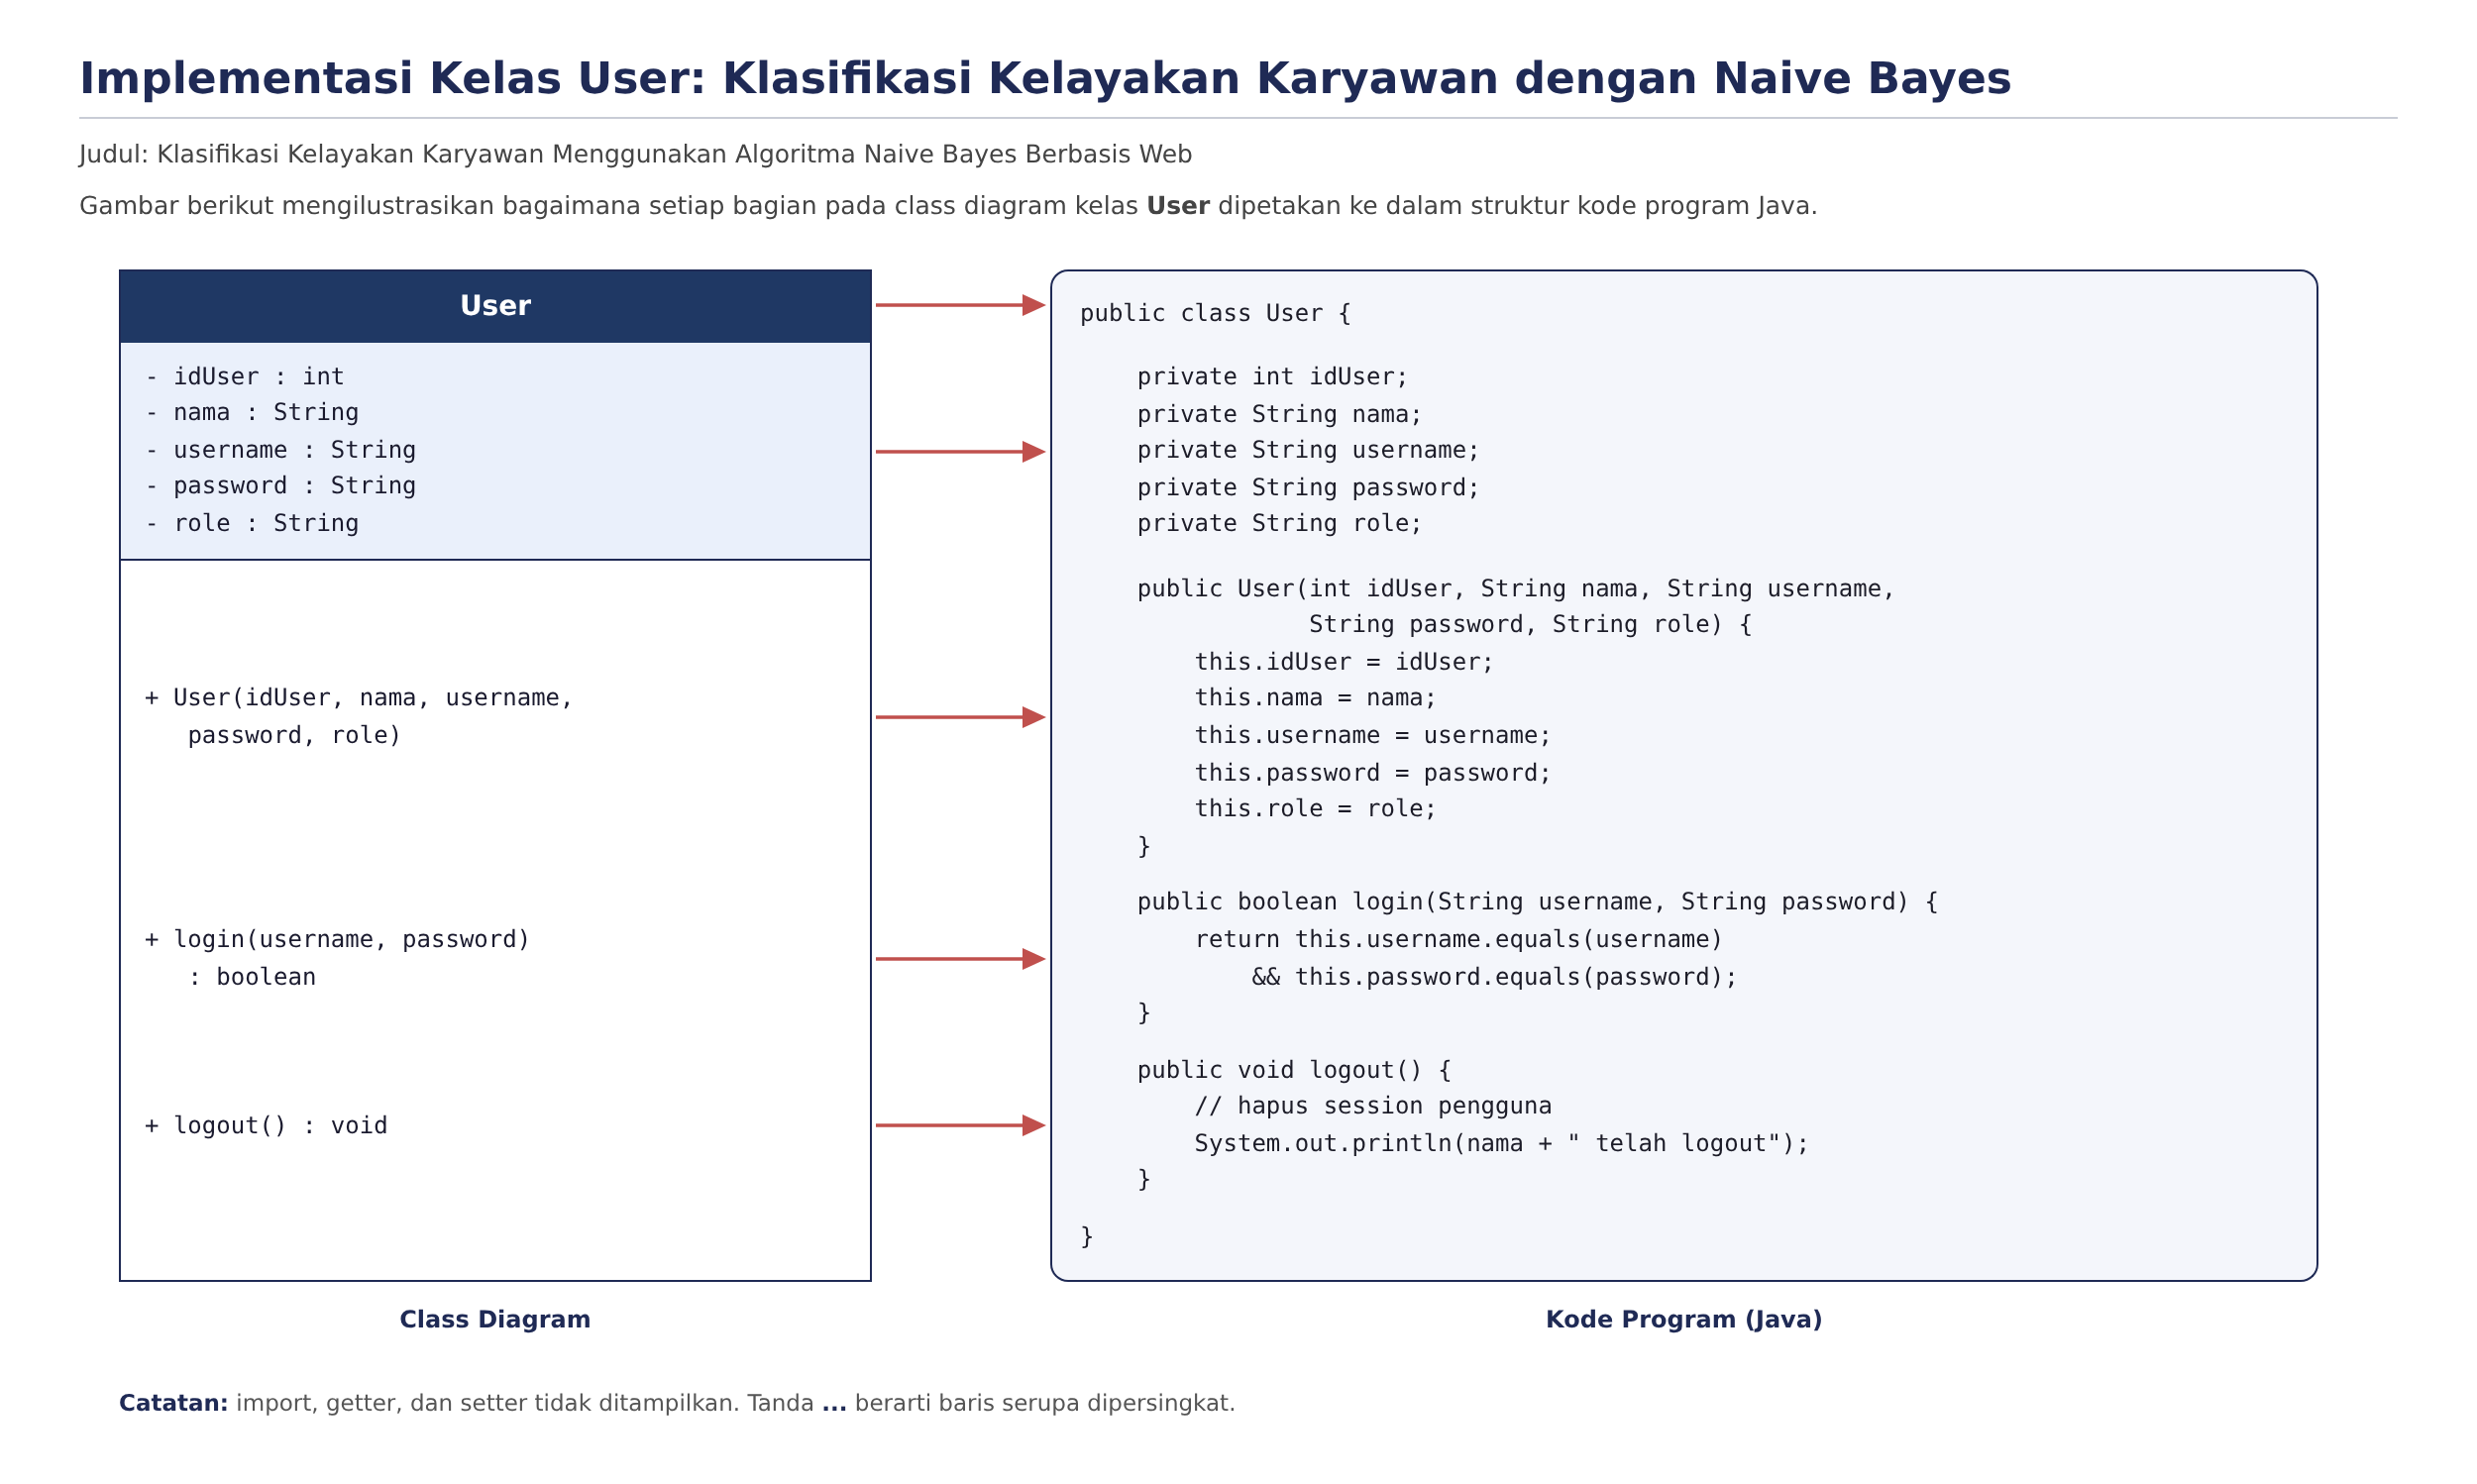 Implementasi Kelas User: Klasifikasi Kelayakan Karyawan dengan Naive Bayes
Judul: Klasifikasi Kelayakan Karyawan Menggunakan Algoritma Naive Bayes Berbasis Web
Gambar berikut mengilustrasikan bagaimana setiap bagian pada class diagram kelas User dipetakan ke dalam struktur kode program Java.
User
- idUser : int
- nama : String
- username : String
- password : String
- role : String
+ User(idUser, nama, username,
   password, role)
+ login(username, password)
   : boolean
+ logout() : void
Class Diagram
public class User {
    private int idUser;
    private String nama;
    private String username;
    private String password;
    private String role;
    public User(int idUser, String nama, String username,
                String password, String role) {
        this.idUser = idUser;
        this.nama = nama;
        this.username = username;
        this.password = password;
        this.role = role;
    }
    public boolean login(String username, String password) {
        return this.username.equals(username)
            && this.password.equals(password);
    }
    public void logout() {
        // hapus session pengguna
        System.out.println(nama + " telah logout");
    }
}
Kode Program (Java)
Catatan: import, getter, dan setter tidak ditampilkan. Tanda ... berarti baris serupa dipersingkat.